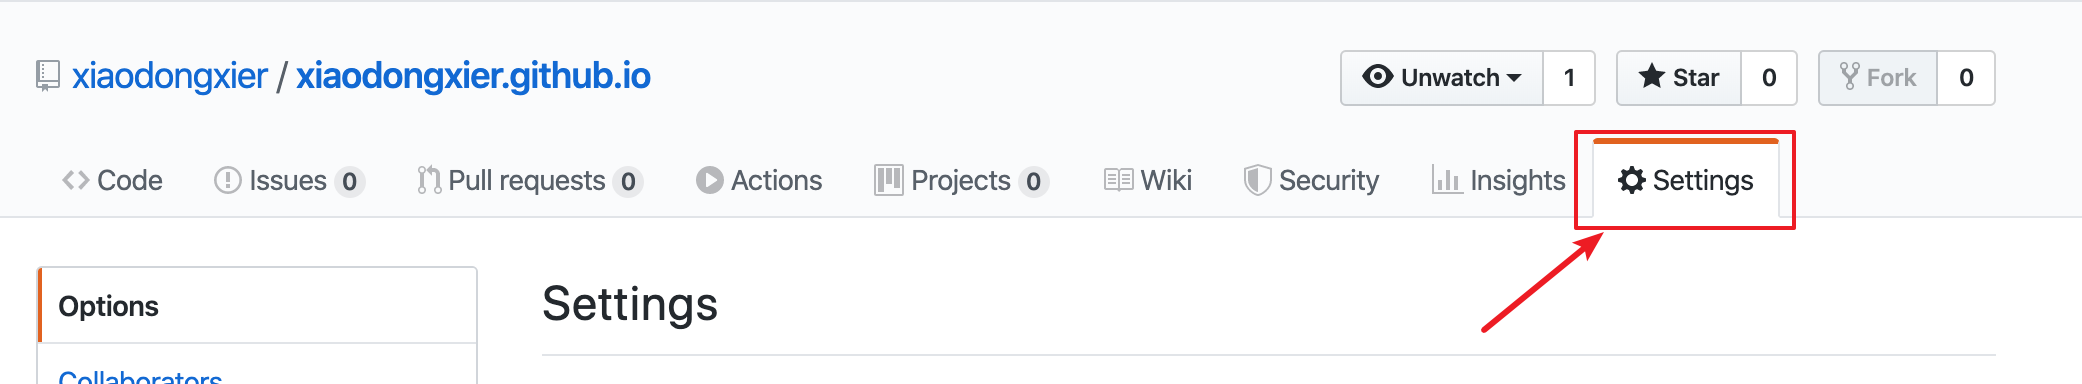 xiaodongxier / xiaodongxier.github.io Unwatch 1 Star 0 Fork 0
Code Issues 0 Pull requests 0 Actions Projects 0 Wiki Security Insights Settings
Options
Settings
Collaborators